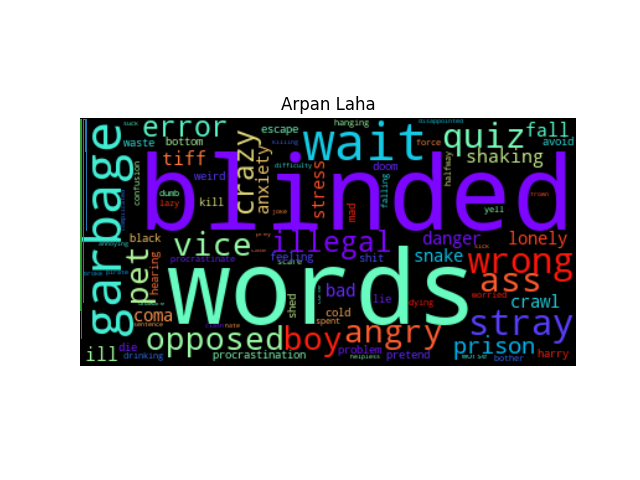 Arpan Laha
suck
hanging
disappointed
error
escape
wait
quiz
fall
waste
bottom
crazy
killing
force
avoid
garbage
confusion
tiff
anxiety
difficulty
doom
halfway
shaking
blinded
weird
stress
falling
dumb
lazy
kill
joke
mad
yell
annoying
black
vice
illegal
danger
lonely
pet
hearing
procrastinate
feeling
scare
shit
snake
sick
wrong
words
bad
lie
dying
worried
ass
crawl
shed
cold
coma
sentence
hate
spent
stray
opposed
boy
angry
prison
ill
die
drinking
procrastination
problem
helpless
pretend
worse
bother
harry